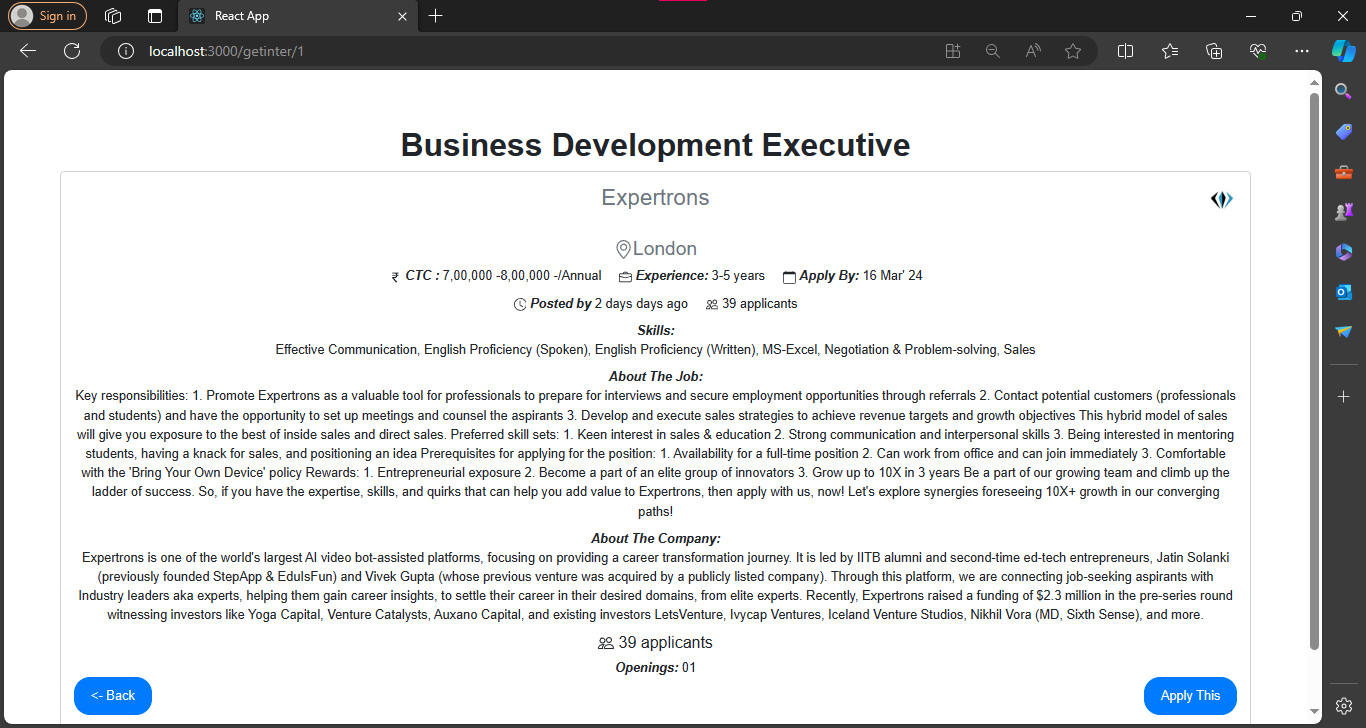 Sign in
React App
localhost:3000/getinter/1
Business Development Executive
Expertrons
London
₹ CTC : 7,00,000 -8,00,000 -/Annual Experience: 3-5 years Apply By: 16 Mar' 24
Posted by 2 days days ago 39 applicants
Skills:
Effective Communication, English Proficiency (Spoken), English Proficiency (Written), MS-Excel, Negotiation & Problem-solving, Sales
About The Job:
Key responsibilities: 1. Promote Expertrons as a valuable tool for professionals to prepare for interviews and secure employment opportunities through referrals 2. Contact potential customers (professionals
and students) and have the opportunity to set up meetings and counsel the aspirants 3. Develop and execute sales strategies to achieve revenue targets and growth objectives This hybrid model of sales
will give you exposure to the best of inside sales and direct sales. Preferred skill sets: 1. Keen interest in sales & education 2. Strong communication and interpersonal skills 3. Being interested in mentoring
students, having a knack for sales, and positioning an idea Prerequisites for applying for the position: 1. Availability for a full-time position 2. Can work from office and can join immediately 3. Comfortable
with the 'Bring Your Own Device' policy Rewards: 1. Entrepreneurial exposure 2. Become a part of an elite group of innovators 3. Grow up to 10X in 3 years Be a part of our growing team and climb up the
ladder of success. So, if you have the expertise, skills, and quirks that can help you add value to Expertrons, then apply with us, now! Let's explore synergies foreseeing 10X+ growth in our converging
paths!
About The Company:
Expertrons is one of the world's largest AI video bot-assisted platforms, focusing on providing a career transformation journey. It is led by IITB alumni and second-time ed-tech entrepreneurs, Jatin Solanki
(previously founded StepApp & EduIsFun) and Vivek Gupta (whose previous venture was acquired by a publicly listed company). Through this platform, we are connecting job-seeking aspirants with
Industry leaders aka experts, helping them gain career insights, to settle their career in their desired domains, from elite experts. Recently, Expertrons raised a funding of $2.3 million in the pre-series round
witnessing investors like Yoga Capital, Venture Catalysts, Auxano Capital, and existing investors LetsVenture, Ivycap Ventures, Iceland Venture Studios, Nikhil Vora (MD, Sixth Sense), and more.
39 applicants
Openings: 01
<- Back
Apply This